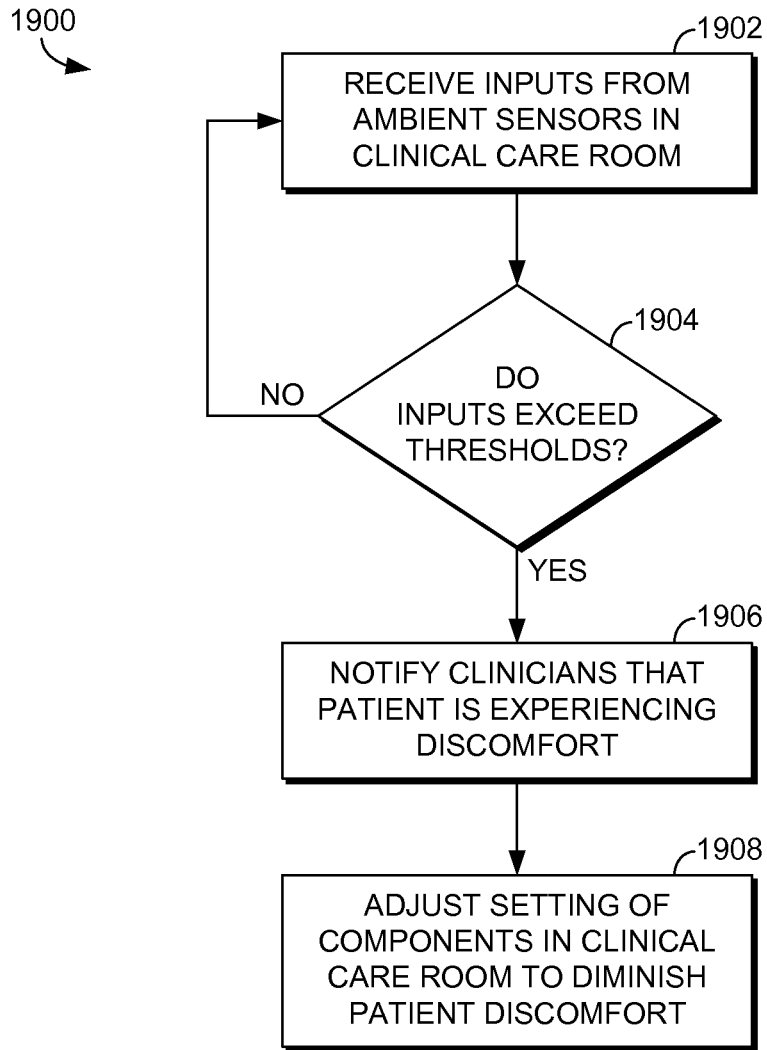 1900
1902
RECEIVE INPUTS FROM
AMBIENT SENSORS IN
CLINICAL CARE ROOM
1904
DO
INPUTS EXCEED
THRESHOLDS?
NO
YES
1906
NOTIFY CLINICIANS THAT
PATIENT IS EXPERIENCING
DISCOMFORT
1908
ADJUST SETTING OF
COMPONENTS IN CLINICAL
CARE ROOM TO DIMINISH
PATIENT DISCOMFORT